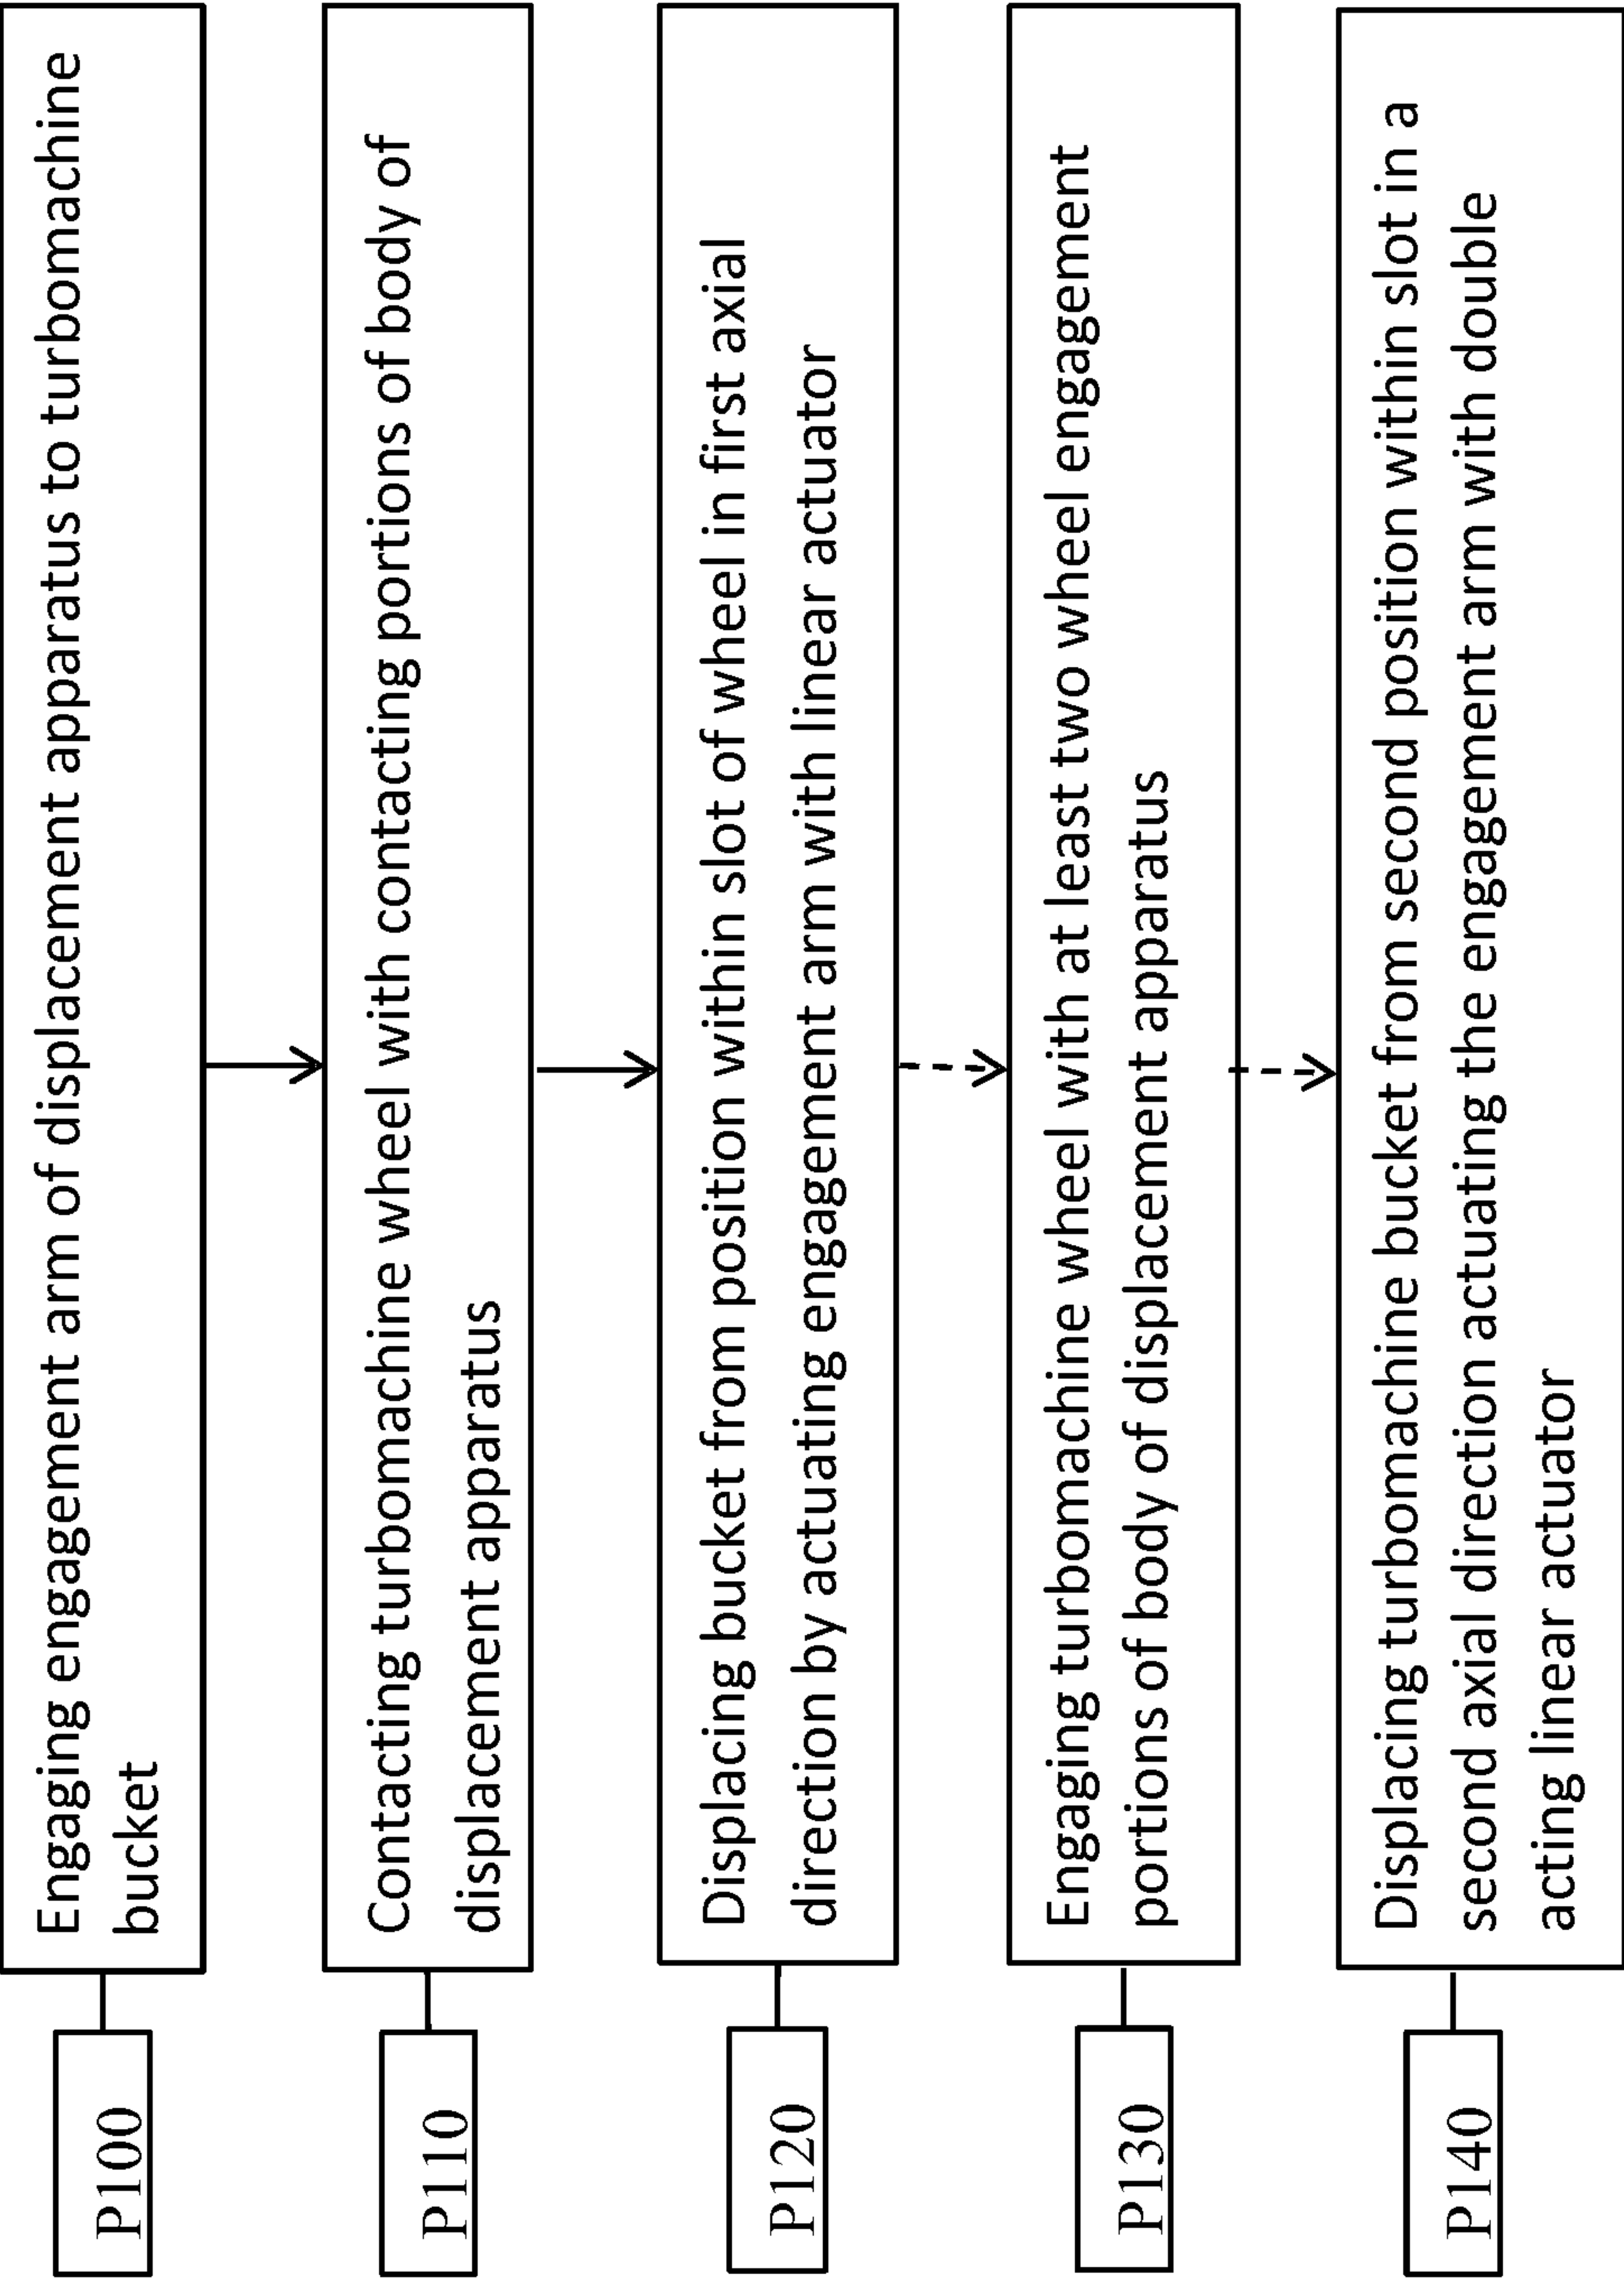 P100
Engaging engagement arm of displacement apparatus to turbomachine
bucket
P110
Contacting turbomachine wheel with contacting portions of body of
displacement apparatus
P120
Displacing bucket from position within slot of wheel in first axial
direction by actuating engagement arm with linear actuator
P130
Engaging turbomachine wheel with at least two wheel engagement
portions of body of displacement apparatus
P140
Displacing turbomachine bucket from second position within slot in a
second axial direction actuating the engagement arm with double
acting linear actuator